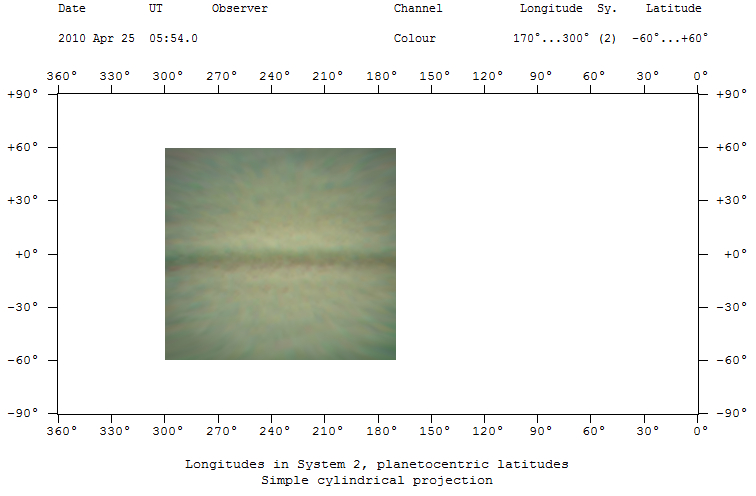 Date UT Observer Channel Longitude Sy. Latitude
2010 Apr 25 05:54.0 Colour 170°...300° (2) -60°...+60°
360° 330° 300° 270° 240° 210° 180° 150° 120° 90° 60° 30° 0°
+90° +90°
+60° +60°
+30° +30°
+0° +0°
-30° -30°
-60° -60°
-90° -90°
360° 330° 300° 270° 240° 210° 180° 150° 120° 90° 60° 30° 0°
Longitudes in System 2, planetocentric latitudes
Simple cylindrical projection